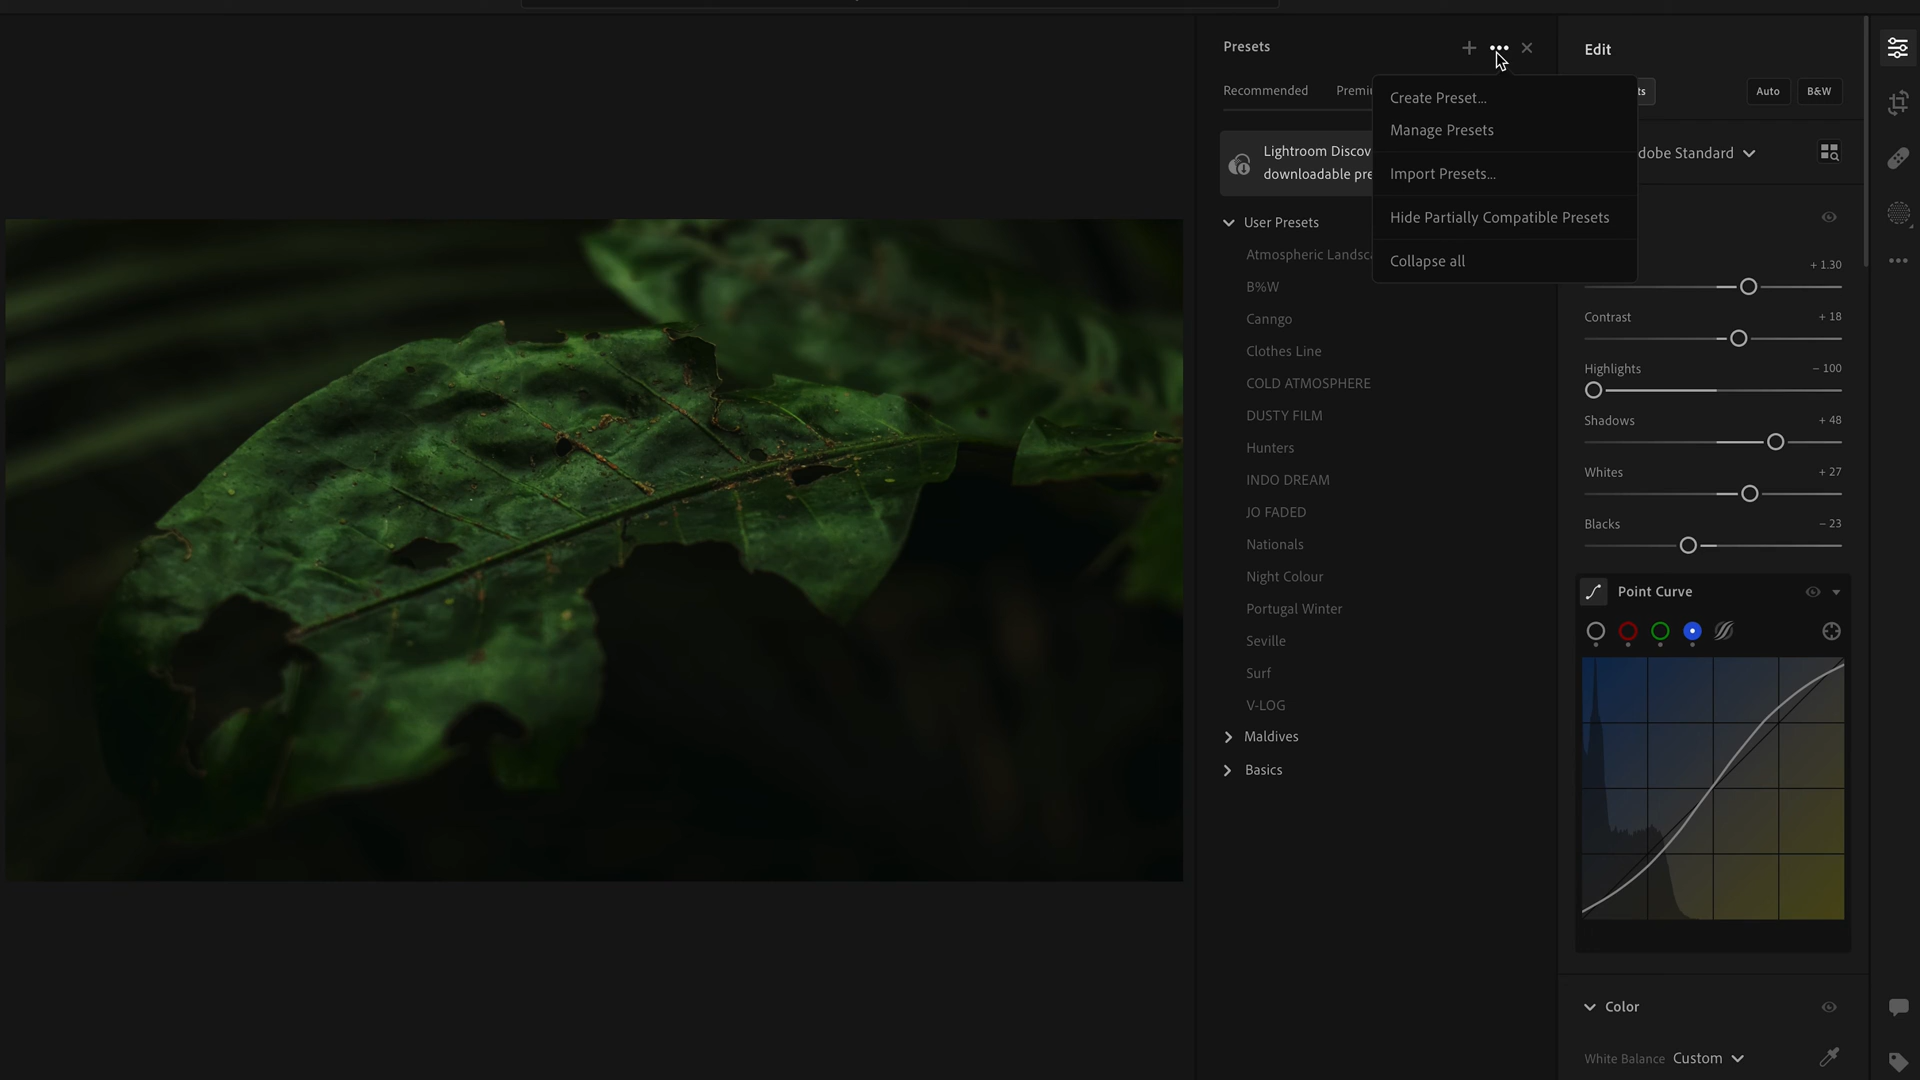 Presets
Edit
Recommended
Create Preset...
Auto
B&W
Manage Presets
Lightroom Discov
downloadable pre
Import Presets...
dobe Standard
User Presets
Hide Partially Compatible Presets
Collapse all
Atmospheric Landsca
+ 1.30
B%W
Canngo
Contrast
+ 18
Clothes Line
Highlights
− 100
COLD ATMOSPHERE
DUSTY FILM
Shadows
+ 48
Hunters
INDO DREAM
Whites
+ 27
JO FADED
Nationals
Blacks
− 23
Night Colour
Point Curve
Portugal Winter
Seville
Surf
V-LOG
Maldives
Basics
Color
White Balance
Custom